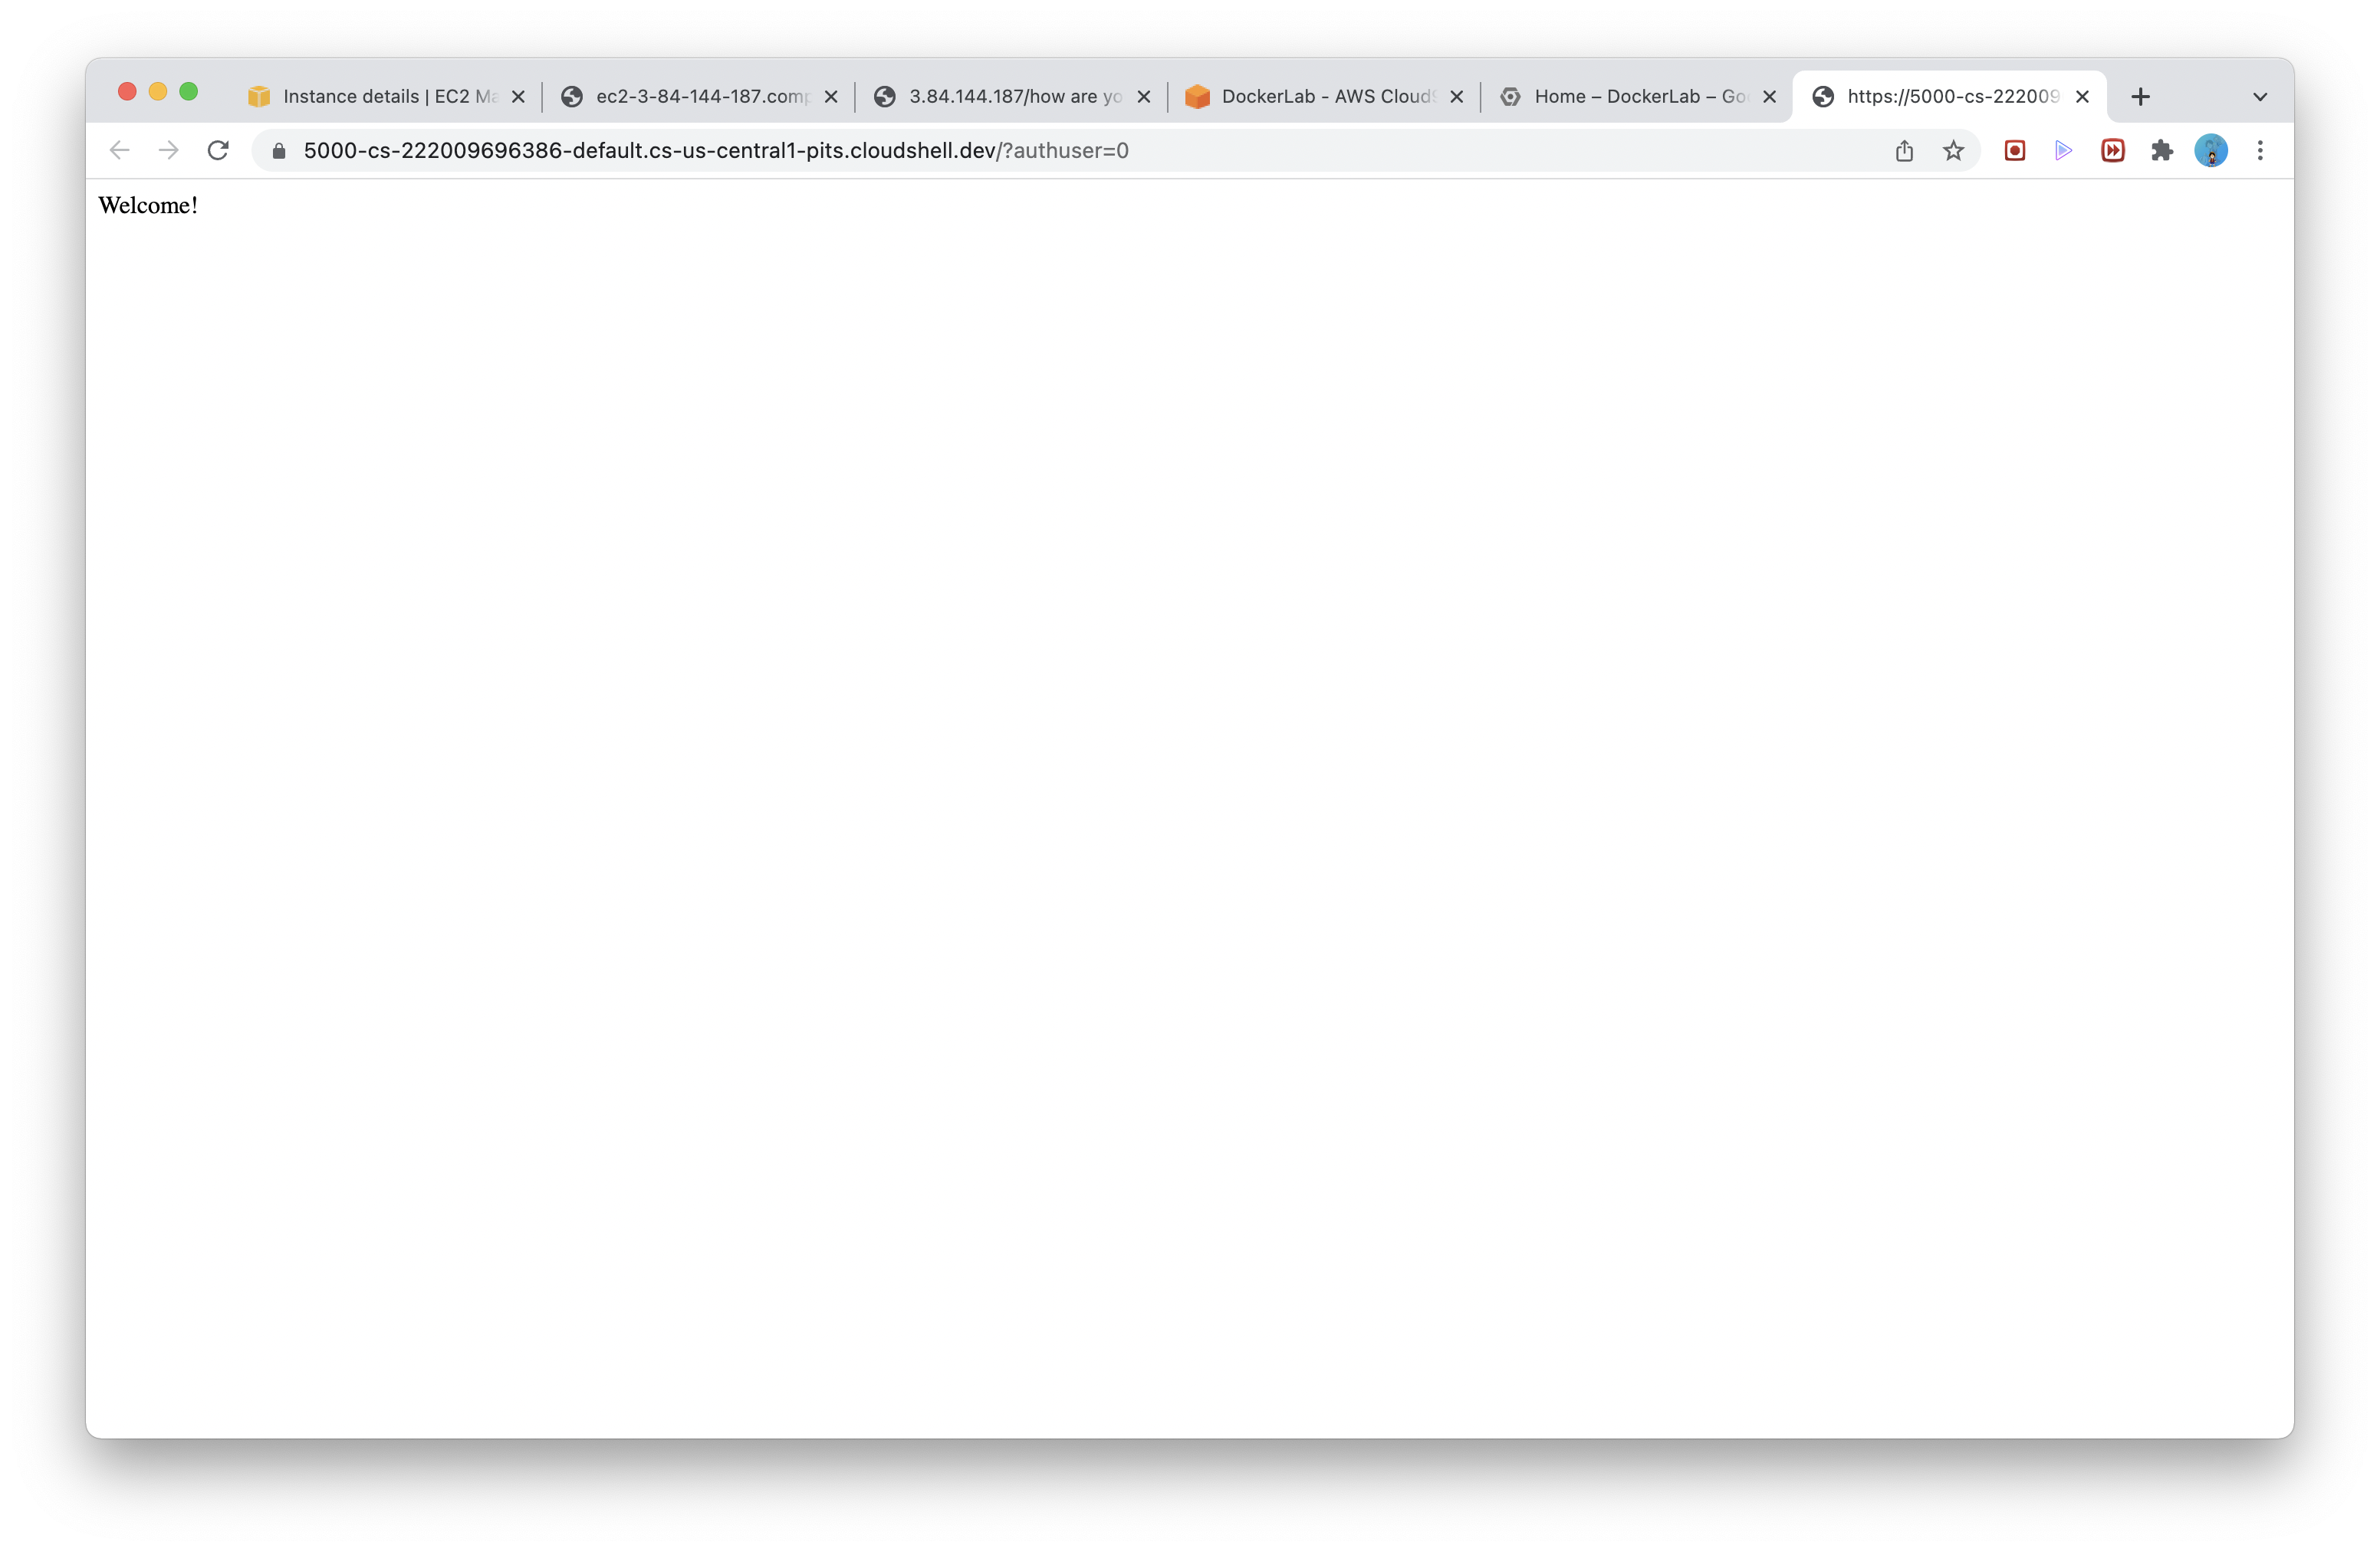 Instance details | EC2 Ma
ec2-3-84-144-187.comp
3.84.144.187/how are yo
DockerLab - AWS Cloud9
Home – DockerLab – Goo
https://5000-cs-222009
5000-cs-222009696386-default.cs-us-central1-pits.cloudshell.dev/?authuser=0
Welcome!